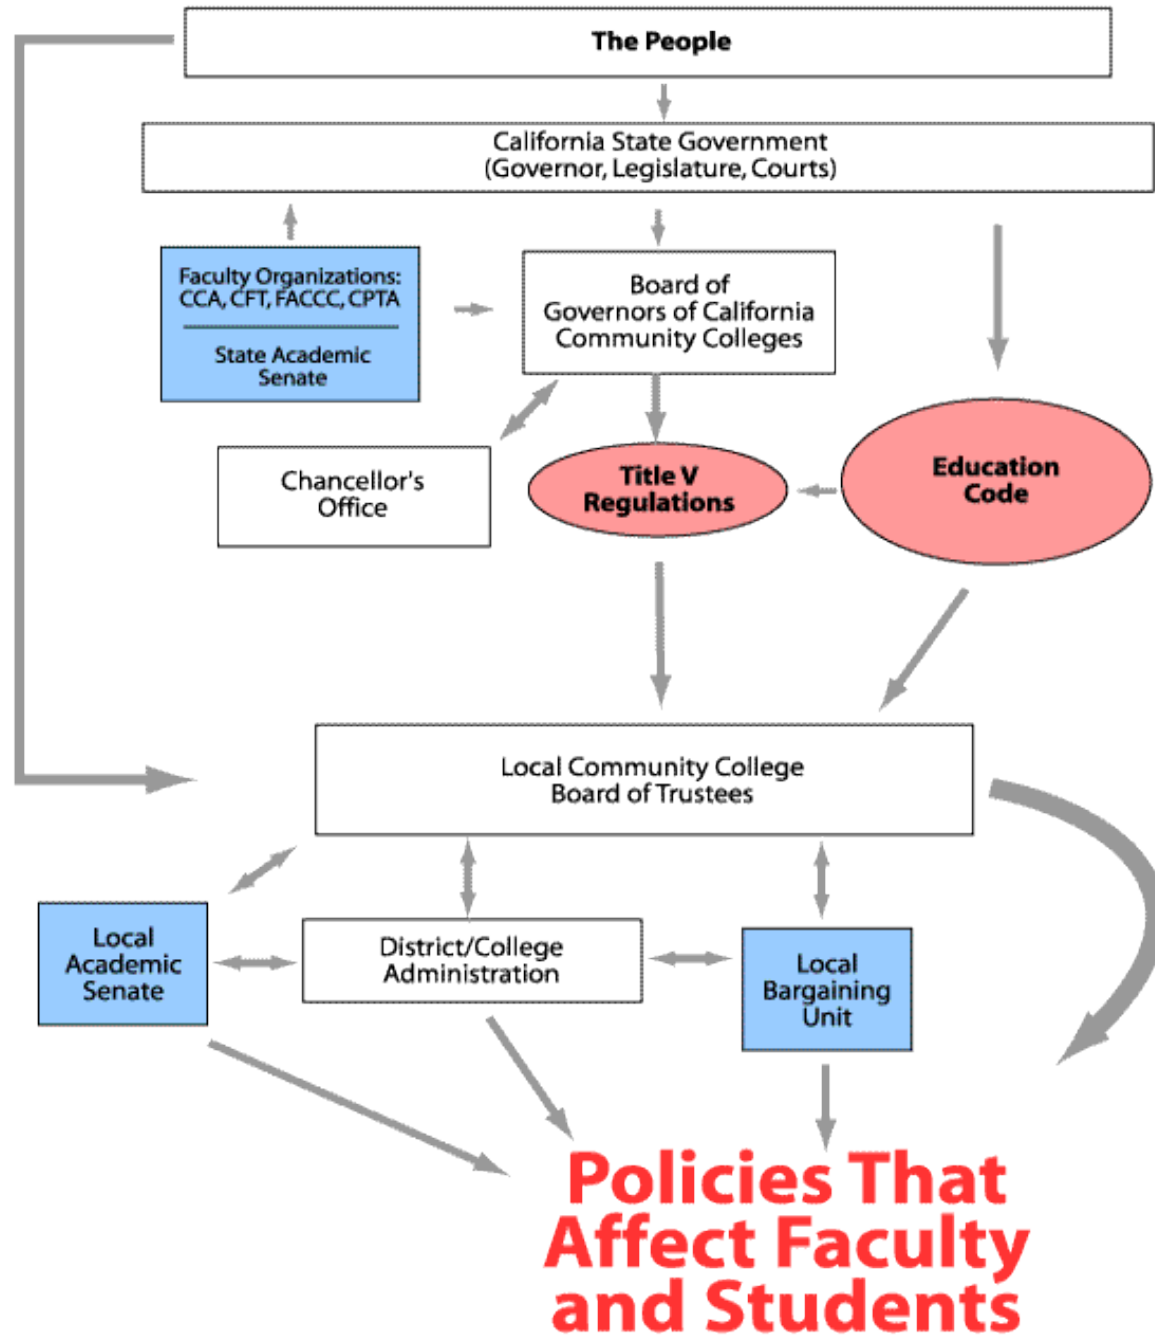 The People
California State Government
(Governor, Legislature, Courts)
Faculty Organizations:
CCA, CFT, FACCC, CPTA
State Academic
Senate
Board of
Governors of California
Community Colleges
Chancellor's
Office
Title V
Regulations
Education
Code
Local Community College
Board of Trustees
Local
Academic
Senate
District/College
Administration
Local
Bargaining
Unit
Policies That
Affect Faculty
and Students